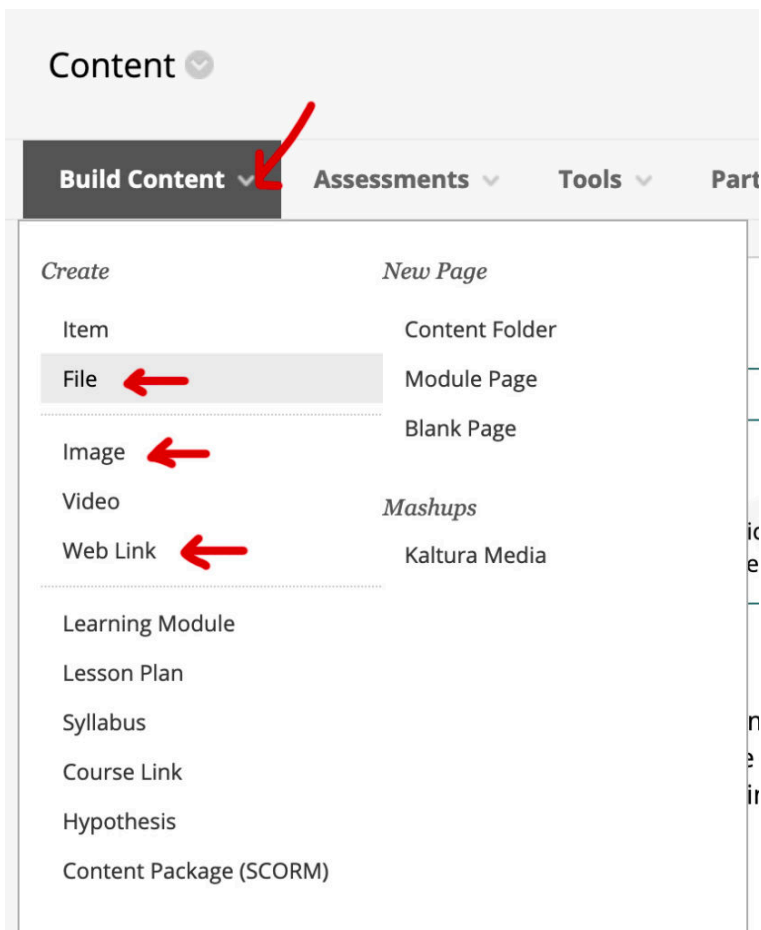 Content
Build Content
Assessments
Tools
Part
Create
Item
File
Image
Video
Web Link
Learning Module
Lesson Plan
Syllabus
Course Link
Hypothesis
Content Package (SCORM)
New Page
Content Folder
Module Page
Blank Page
Mashups
Kaltura Media